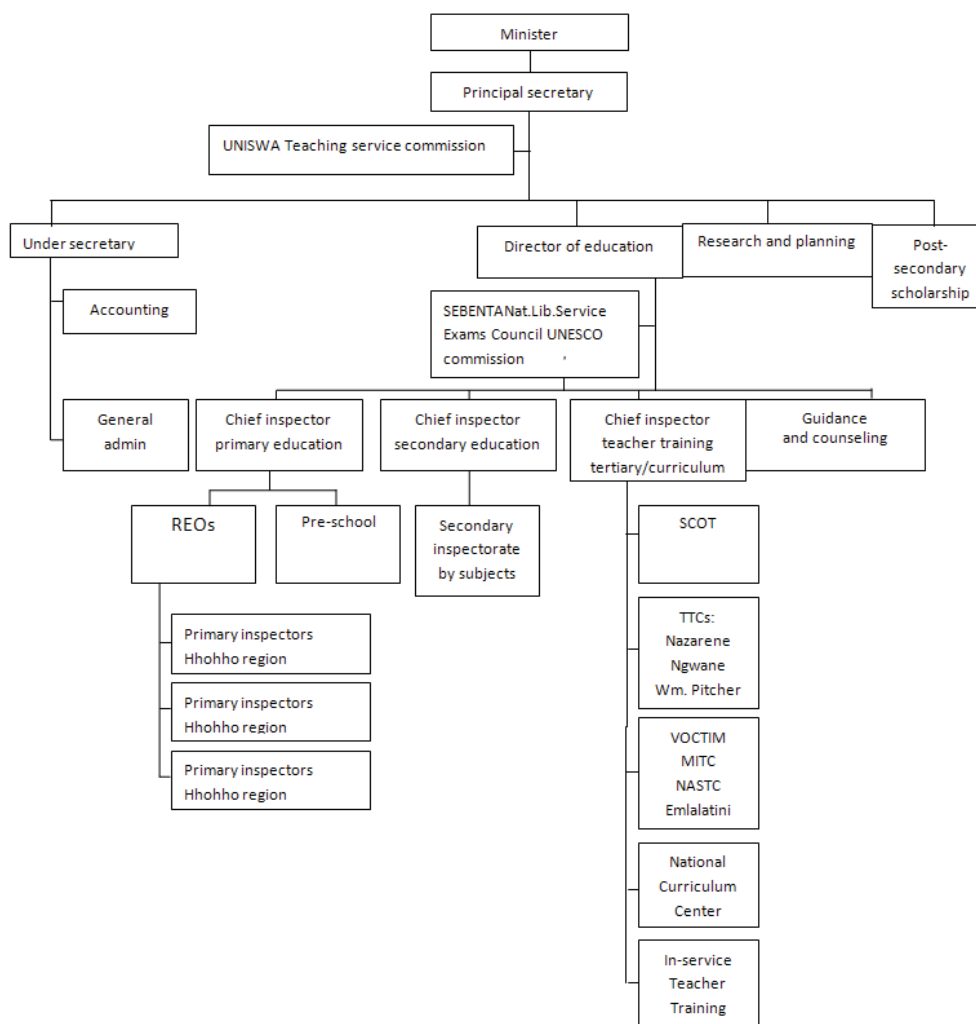 Minister
Principal secretary
UNISWA Teaching service commission
Under secretary
Director of education
Research and planning
Post-
secondary
scholarship
Accounting
SEBENTANat.Lib.Service
Exams Council UNESCO
commission
General
admin
Chief inspector
primary education
Chief inspector
secondary education
Chief inspector
teacher training
tertiary/curriculum
Guidance
and counseling
REOs
Pre-school
Secondary
inspectorate
by subjects
SCOT
Primary inspectors
Hhohho region
Primary inspectors
Hhohho region
Primary inspectors
Hhohho region
TTCs:
Nazarene
Ngwane
Wm. Pitcher
VOCTIM
MITC
NASTC
Emlalatini
National
Curriculum
Center
In-service
Teacher
Training